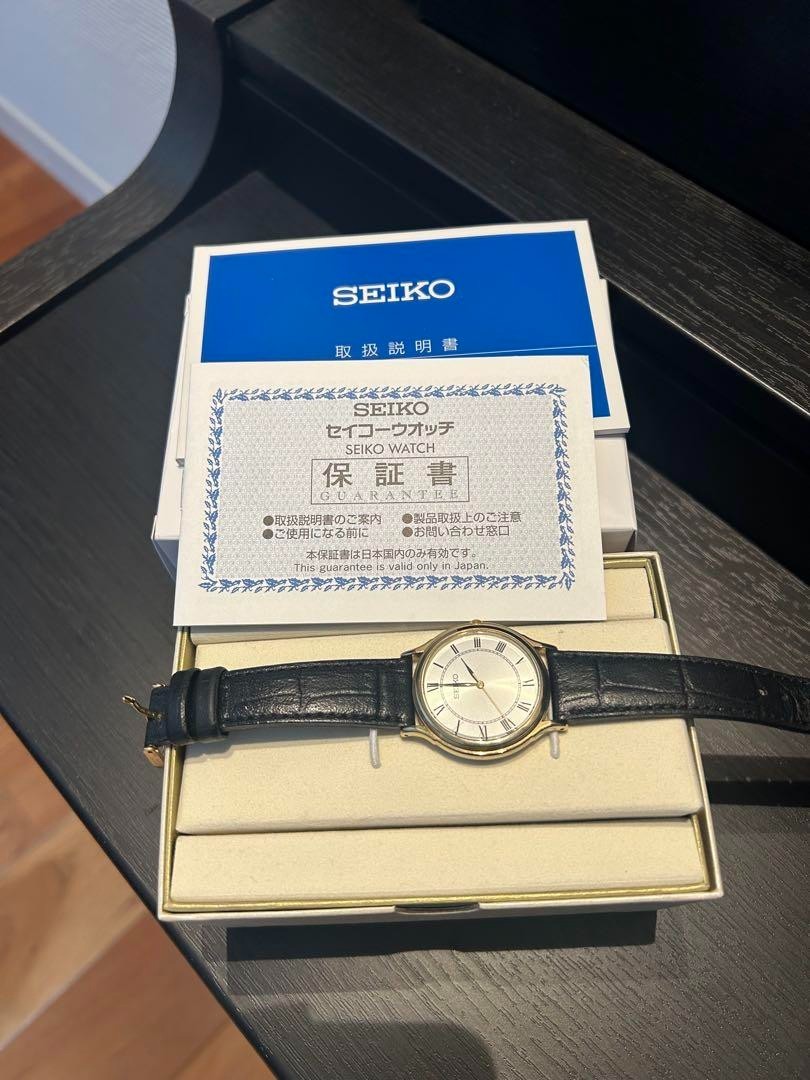 SEIKO
取扱説明書
SEIKO
セイコーウオッチ
SEIKO WATCH
保証書
GUARANTEE
●取扱説明書のご案内 ●製品取扱上のご注意
●ご使用になる前に ●お問い合わせ窓口
本保証書は日本国内のみ有効です。
This guarantee is valid only in Japan.
SEIKO